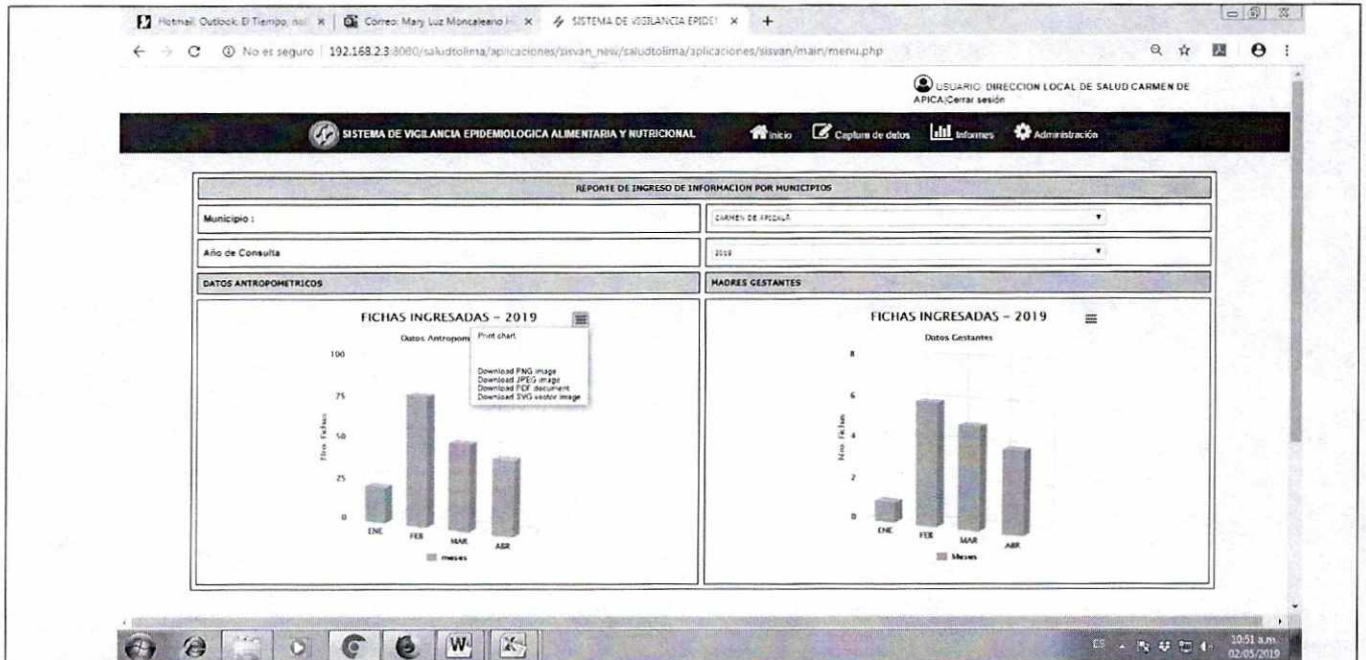 Hotmail, Outlook, El Tiempo, not
Correo: Mary Luz Moncaleano H
SISTEMA DE VIGILANCIA EPIDE
No es seguro | 192.168.2.3:8080/saludtolima/aplicaciones/sisvan_new/saludtolima/aplicaciones/sisvan/main/menu.php
USUARIO: DIRECCION LOCAL DE SALUD CARMEN DE
APICA|Cerrar sesión
SISTEMA DE VIGILANCIA EPIDEMIOLOGICA ALIMENTARIA Y NUTRICIONAL
Inicio
Captura de datos
Informes
Administración
REPORTE DE INGRESO DE INFORMACION POR MUNICIPIOS
Municipio :
CARMEN DE APICALÁ
Año de Consulta
2019
DATOS ANTROPOMETRICOS
MADRES GESTANTES
FICHAS INGRESADAS - 2019
Datos Antropom
Print chart
Download PNG image
Download JPEG image
Download PDF document
Download SVG vector image
100
75
50
25
0
Nro. Fichas
ENE
FEB
MAR
ABR
meses
FICHAS INGRESADAS - 2019
Datos Gestantes
8
6
4
2
0
Nro. Fichas
ENE
FEB
MAR
ABR
Meses
ES
10:51 a.m.
02/05/2019